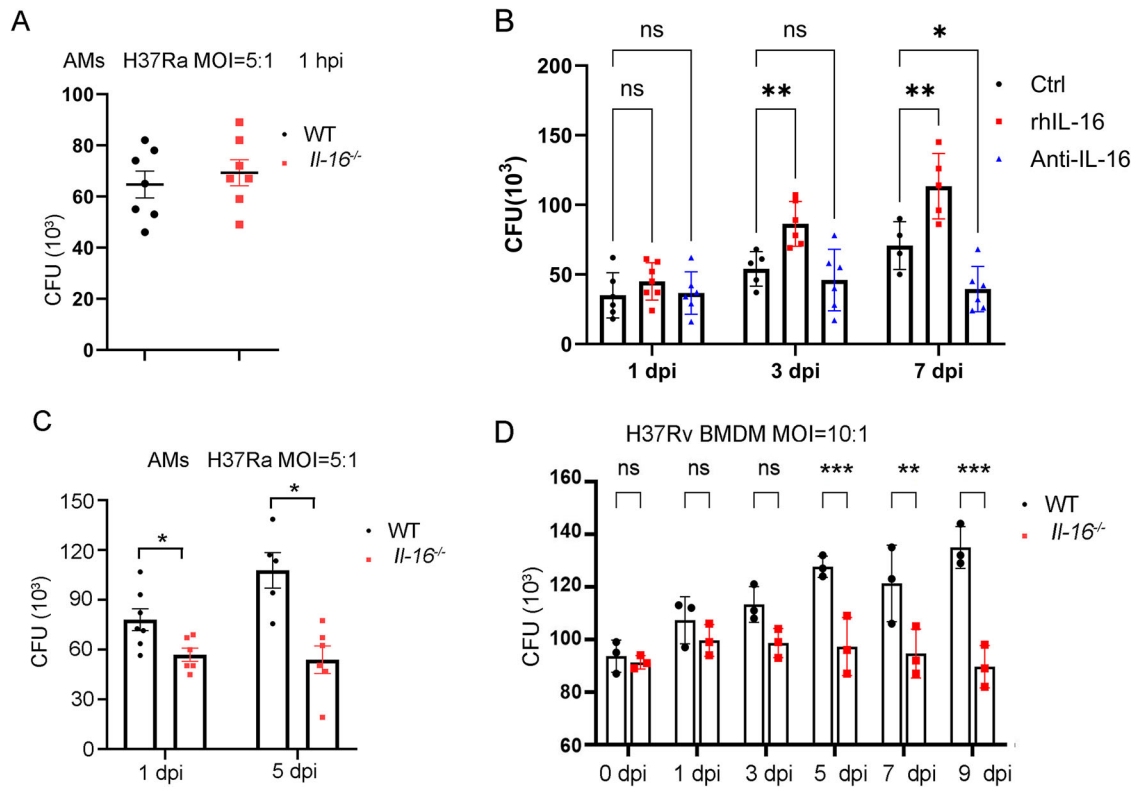 A
AMs H37Ra MOI=5:1 1 hpi
100
80
60
40
20
0
CFU (10³)
WT
Il-16⁻/⁻
B
ns ns *
ns ** **
200
150
100
50
0
CFU(10³)
Ctrl
rhIL-16
Anti-IL-16
1 dpi 3 dpi 7 dpi
C
AMs H37Ra MOI=5:1
* *
150
120
90
60
30
0
CFU (10³)
WT
Il-16⁻/⁻
1 dpi 5 dpi
D
H37Rv BMDM MOI=10:1
ns ns ns *** ** ***
160
140
120
100
80
60
CFU (10³)
WT
Il-16⁻/⁻
0 dpi 1 dpi 3 dpi 5 dpi 7 dpi 9 dpi